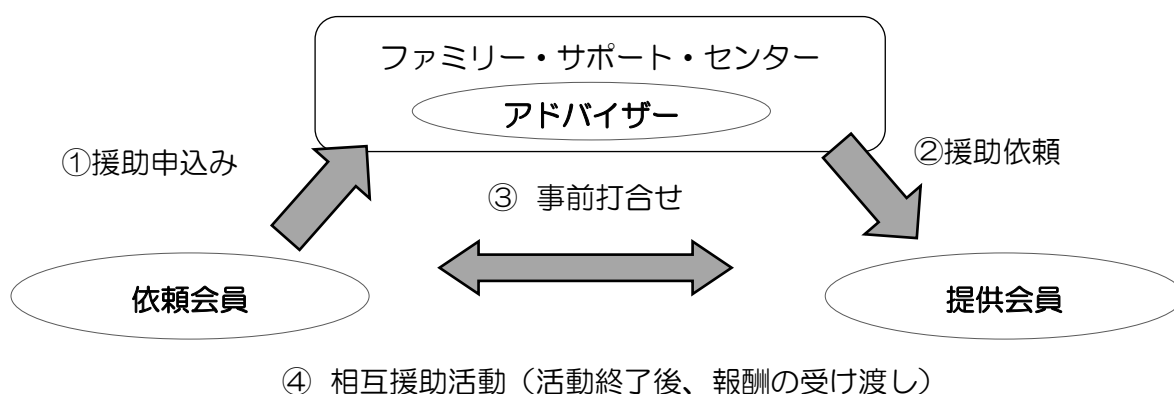 ファミリー・サポート・センター
アドバイザー
①援助申込み
②援助依頼
③ 事前打合せ
依頼会員
提供会員
④ 相互援助活動（活動終了後、報酬の受け渡し）